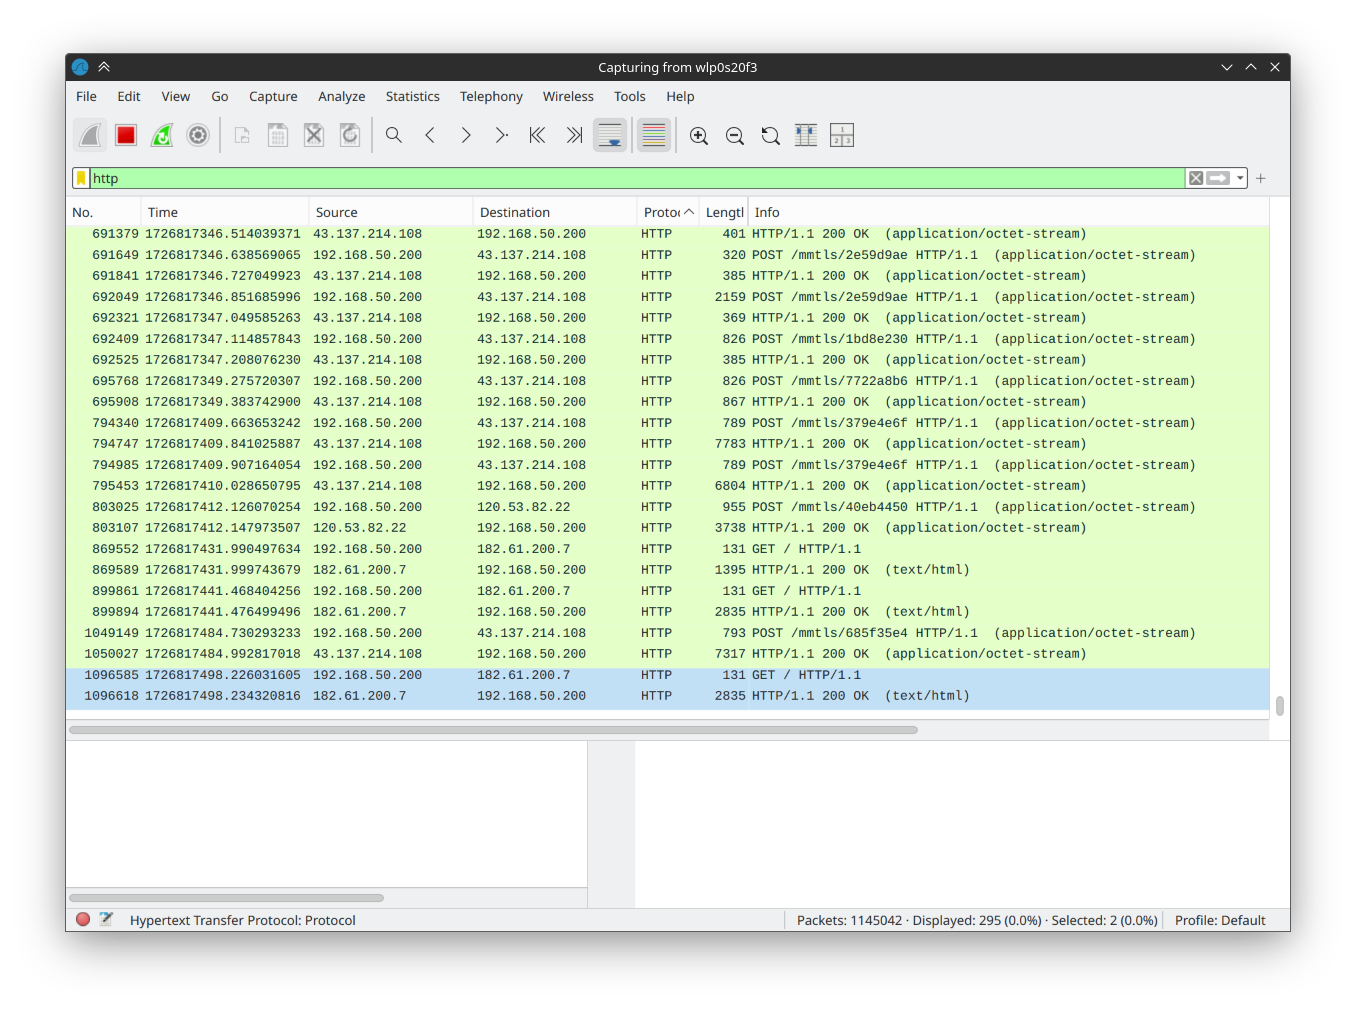 Capturing from wlp0s20f3
File Edit View Go Capture Analyze Statistics Telephony Wireless Tools Help
http
No. Time Source Destination Protoc Lengtl Info
691379 1726817346.514039371 43.137.214.108 192.168.50.200 HTTP 401 HTTP/1.1 200 OK (application/octet-stream)
691649 1726817346.638569065 192.168.50.200 43.137.214.108 HTTP 320 POST /mmtls/2e59d9ae HTTP/1.1 (application/octet-stream)
691841 1726817346.727049923 43.137.214.108 192.168.50.200 HTTP 385 HTTP/1.1 200 OK (application/octet-stream)
692049 1726817346.851685996 192.168.50.200 43.137.214.108 HTTP 2159 POST /mmtls/2e59d9ae HTTP/1.1 (application/octet-stream)
692321 1726817347.049585263 43.137.214.108 192.168.50.200 HTTP 369 HTTP/1.1 200 OK (application/octet-stream)
692409 1726817347.114857843 192.168.50.200 43.137.214.108 HTTP 826 POST /mmtls/1bd8e230 HTTP/1.1 (application/octet-stream)
692525 1726817347.208076230 43.137.214.108 192.168.50.200 HTTP 385 HTTP/1.1 200 OK (application/octet-stream)
695768 1726817349.275720307 192.168.50.200 43.137.214.108 HTTP 826 POST /mmtls/7722a8b6 HTTP/1.1 (application/octet-stream)
695908 1726817349.383742900 43.137.214.108 192.168.50.200 HTTP 867 HTTP/1.1 200 OK (application/octet-stream)
794340 1726817409.663653242 192.168.50.200 43.137.214.108 HTTP 789 POST /mmtls/379e4e6f HTTP/1.1 (application/octet-stream)
794747 1726817409.841025887 43.137.214.108 192.168.50.200 HTTP 7783 HTTP/1.1 200 OK (application/octet-stream)
794985 1726817409.907164054 192.168.50.200 43.137.214.108 HTTP 789 POST /mmtls/379e4e6f HTTP/1.1 (application/octet-stream)
795453 1726817410.028650795 43.137.214.108 192.168.50.200 HTTP 6804 HTTP/1.1 200 OK (application/octet-stream)
803025 1726817412.126070254 192.168.50.200 120.53.82.22 HTTP 955 POST /mmtls/40eb4450 HTTP/1.1 (application/octet-stream)
803107 1726817412.147973507 120.53.82.22 192.168.50.200 HTTP 3738 HTTP/1.1 200 OK (application/octet-stream)
869552 1726817431.990497634 192.168.50.200 182.61.200.7 HTTP 131 GET / HTTP/1.1
869589 1726817431.999743679 182.61.200.7 192.168.50.200 HTTP 1395 HTTP/1.1 200 OK (text/html)
899861 1726817441.468404256 192.168.50.200 182.61.200.7 HTTP 131 GET / HTTP/1.1
899894 1726817441.476499496 182.61.200.7 192.168.50.200 HTTP 2835 HTTP/1.1 200 OK (text/html)
1049149 1726817484.730293233 192.168.50.200 43.137.214.108 HTTP 793 POST /mmtls/685f35e4 HTTP/1.1 (application/octet-stream)
1050027 1726817484.992817018 43.137.214.108 192.168.50.200 HTTP 7317 HTTP/1.1 200 OK (application/octet-stream)
1096585 1726817498.226031605 192.168.50.200 182.61.200.7 HTTP 131 GET / HTTP/1.1
1096618 1726817498.234320816 182.61.200.7 192.168.50.200 HTTP 2835 HTTP/1.1 200 OK (text/html)
Hypertext Transfer Protocol: Protocol Packets: 1145042 · Displayed: 295 (0.0%) · Selected: 2 (0.0%) Profile: Default